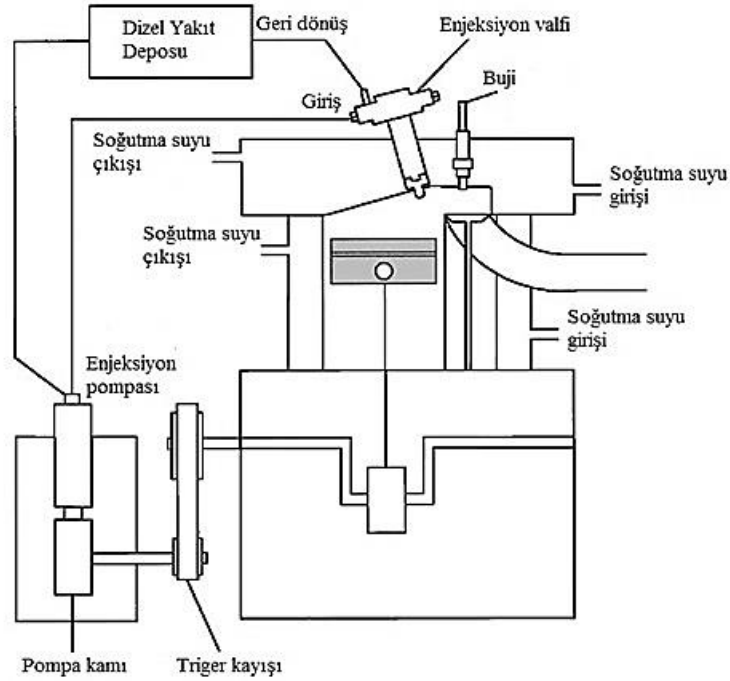 Dizel Yakıt
Deposu
Geri dönüş
Enjeksiyon valfi
Buji
Giriş
Soğutma suyu
çıkışı
Soğutma suyu
girişi
Soğutma suyu
çıkışı
Soğutma suyu
girişi
Enjeksiyon
pompası
Pompa kamı
Triger kayışı